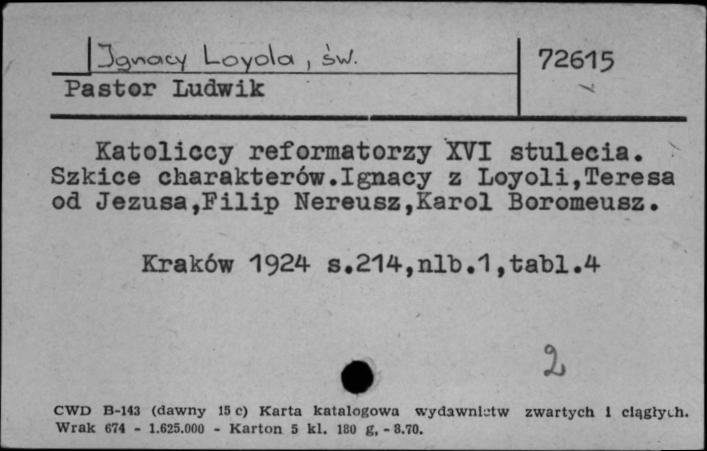 Ignacy Loyola, św.
72615
Pastor Ludwik
Katoliccy reformatorzy XVI stulecia.
Szkice charakterów.Ignacy z Loyoli,Teresa
od Jezusa,Filip Nereusz,Karol Boromeusz.
Kraków 1924 s.214,nlb.1,tabl.4
2
CWD B-143 (dawny 15 c) Karta katalogowa wydawnictw zwartych i ciągłych.
Wrak 674 - 1.625.000 - Karton 5 kl. 180 g, - 8.70.